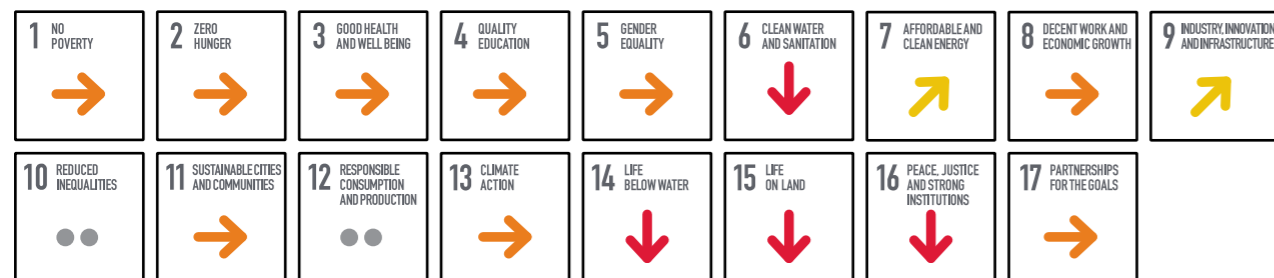 1 NO
POVERTY
2 ZERO
HUNGER
3 GOOD HEALTH
AND WELL BEING
4 QUALITY
EDUCATION
5 GENDER
EQUALITY
6 CLEAN WATER
AND SANITATION
7 AFFORDABLE AND
CLEAN ENERGY
8 DECENT WORK AND
ECONOMIC GROWTH
9 INDUSTRY, INNOVATION
AND INFRASTRUCTURE
10 REDUCED
INEQUALITIES
11 SUSTAINABLE CITIES
AND COMMUNITIES
12 RESPONSIBLE
CONSUMPTION
AND PRODUCTION
13 CLIMATE
ACTION
14 LIFE
BELOW WATER
15 LIFE
ON LAND
16 PEACE, JUSTICE
AND STRONG
INSTITUTIONS
17 PARTNERSHIPS
FOR THE GOALS